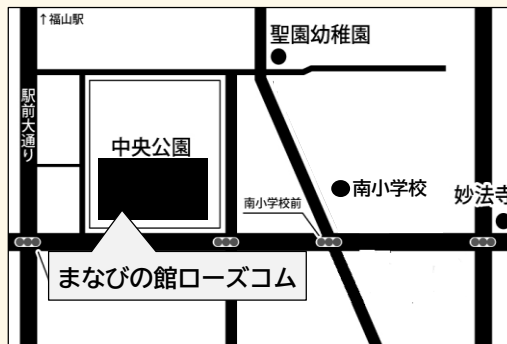 ↑福山駅
聖園幼稚園
駅前大通り
中央公園
南小学校
妙法寺
南小学校前
まなびの館ローズコム